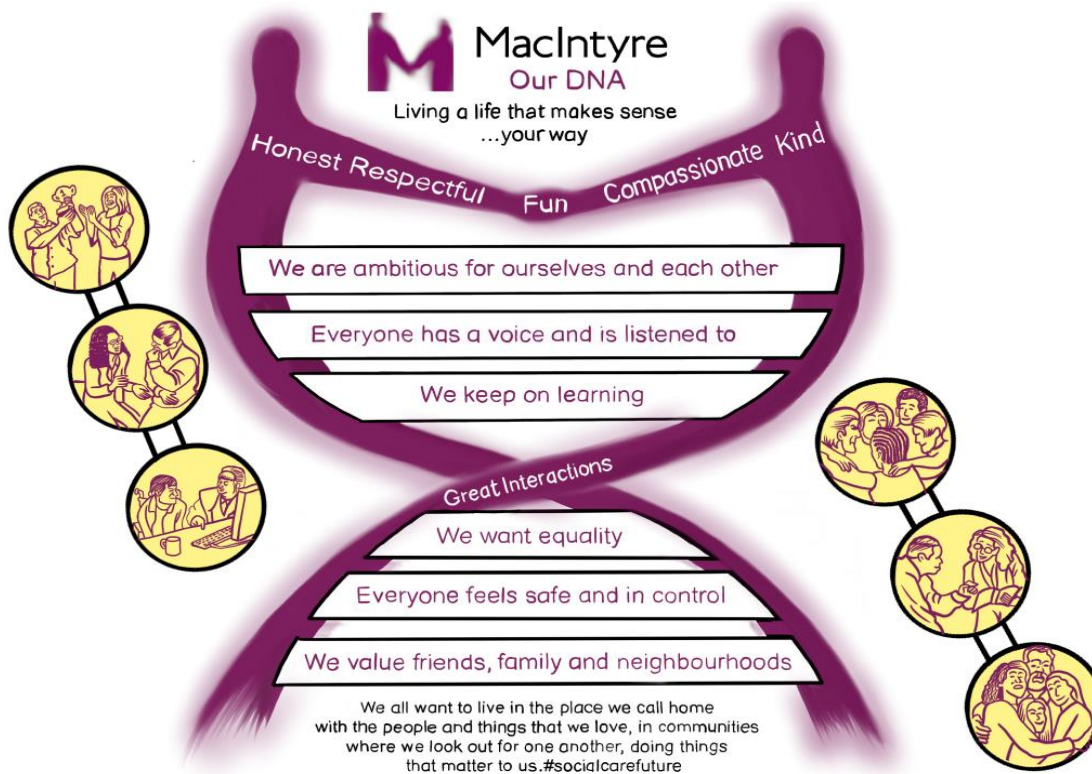 MacIntyre
Our DNA
Living a life that makes sense
...your way
Honest Respectful Fun Compassionate Kind
We are ambitious for ourselves and each other
Everyone has a voice and is listened to
We keep on learning
Great Interactions
We want equality
Everyone feels safe and in control
We value friends, family and neighbourhoods
We all want to live in the place we call home
with the people and things that we love, in communities
where we look out for one another, doing things
that matter to us.#socialcarefuture